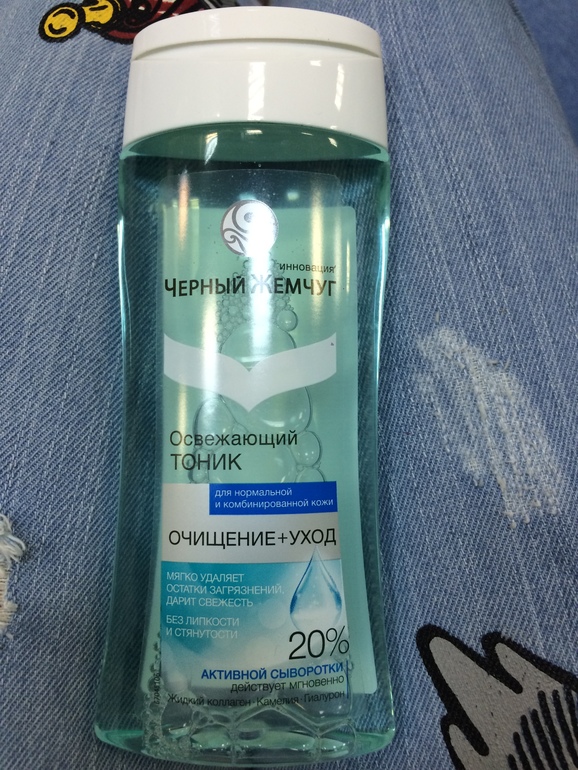 инновация*
ЧЕРНЫЙ ЖЕМЧУГ
Освежающий
ТОНИК
для нормальной
и комбинированной кожи
ОЧИЩЕНИЕ+УХОД
МЯГКО УДАЛЯЕТ
ОСТАТКИ ЗАГРЯЗНЕНИЙ,
ДАРИТ СВЕЖЕСТЬ
БЕЗ ЛИПКОСТИ
И СТЯНУТОСТИ
20%
АКТИВНОЙ СЫВОРОТКИ
действует мгновенно
Жидкий коллаген·Камелия·Гиалурон